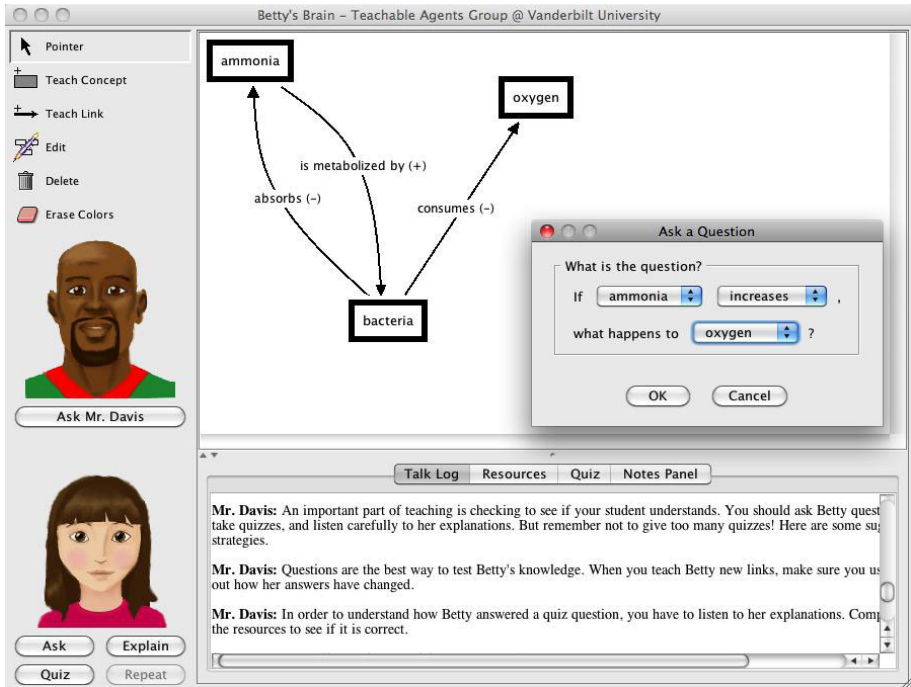 Betty's Brain – Teachable Agents Group @ Vanderbilt University
Pointer
Teach Concept
Teach Link
Edit
Delete
Erase Colors
Ask Mr. Davis
Ask
Explain
Quiz
Repeat
ammonia
oxygen
is metabolized by (+)
absorbs (-)
consumes (-)
bacteria
Ask a Question
What is the question?
If ammonia increases ,
what happens to oxygen ?
OK
Cancel
Talk Log
Resources
Quiz
Notes Panel
Mr. Davis: An important part of teaching is checking to see if your student understands. You should ask Betty quest
take quizzes, and listen carefully to her explanations. But remember not to give too many quizzes! Here are some su
strategies.
Mr. Davis: Questions are the best way to test Betty's knowledge. When you teach Betty new links, make sure you us
out how her answers have changed.
Mr. Davis: In order to understand how Betty answered a quiz question, you have to listen to her explanations. Comp
the resources to see if it is correct.